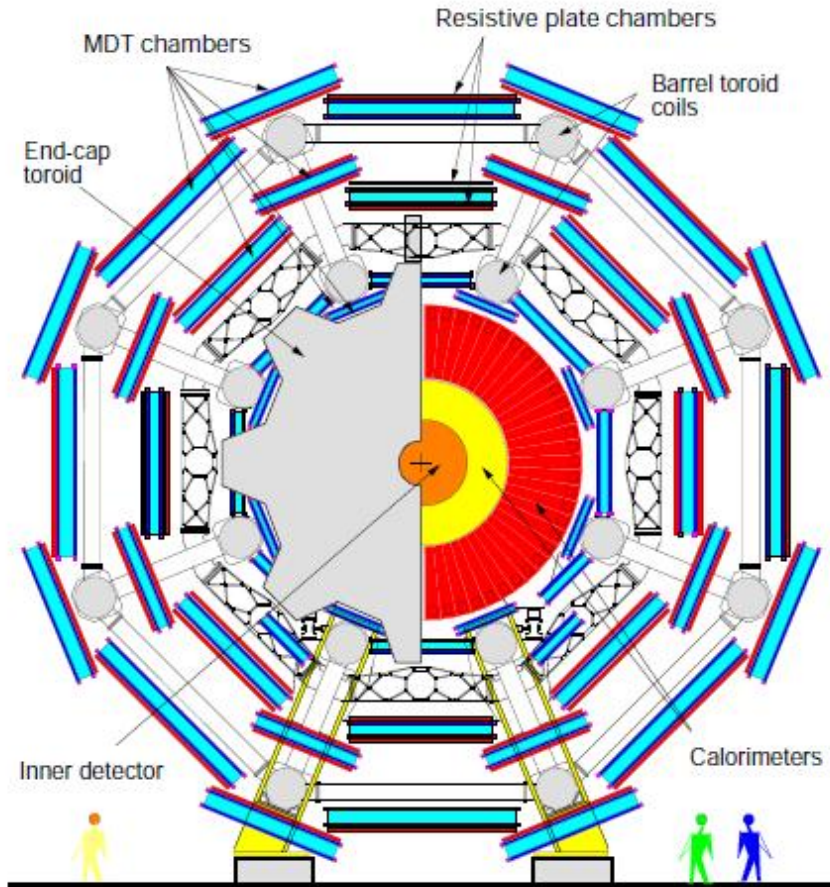 Resistive plate chambers
MDT chambers
Barrel toroid
coils
End-cap
toroid
Inner detector
Calorimeters